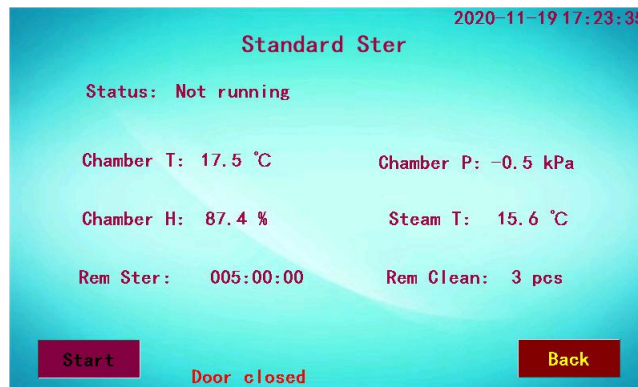 2020-11-19 17:23:35
Standard Ster
Status: Not running
Chamber T: 17.5 ℃
Chamber P: -0.5 kPa
Chamber H: 87.4 %
Steam T: 15.6 ℃
Rem Ster: 005:00:00
Rem Clean: 3 pcs
Start
Back
Door closed